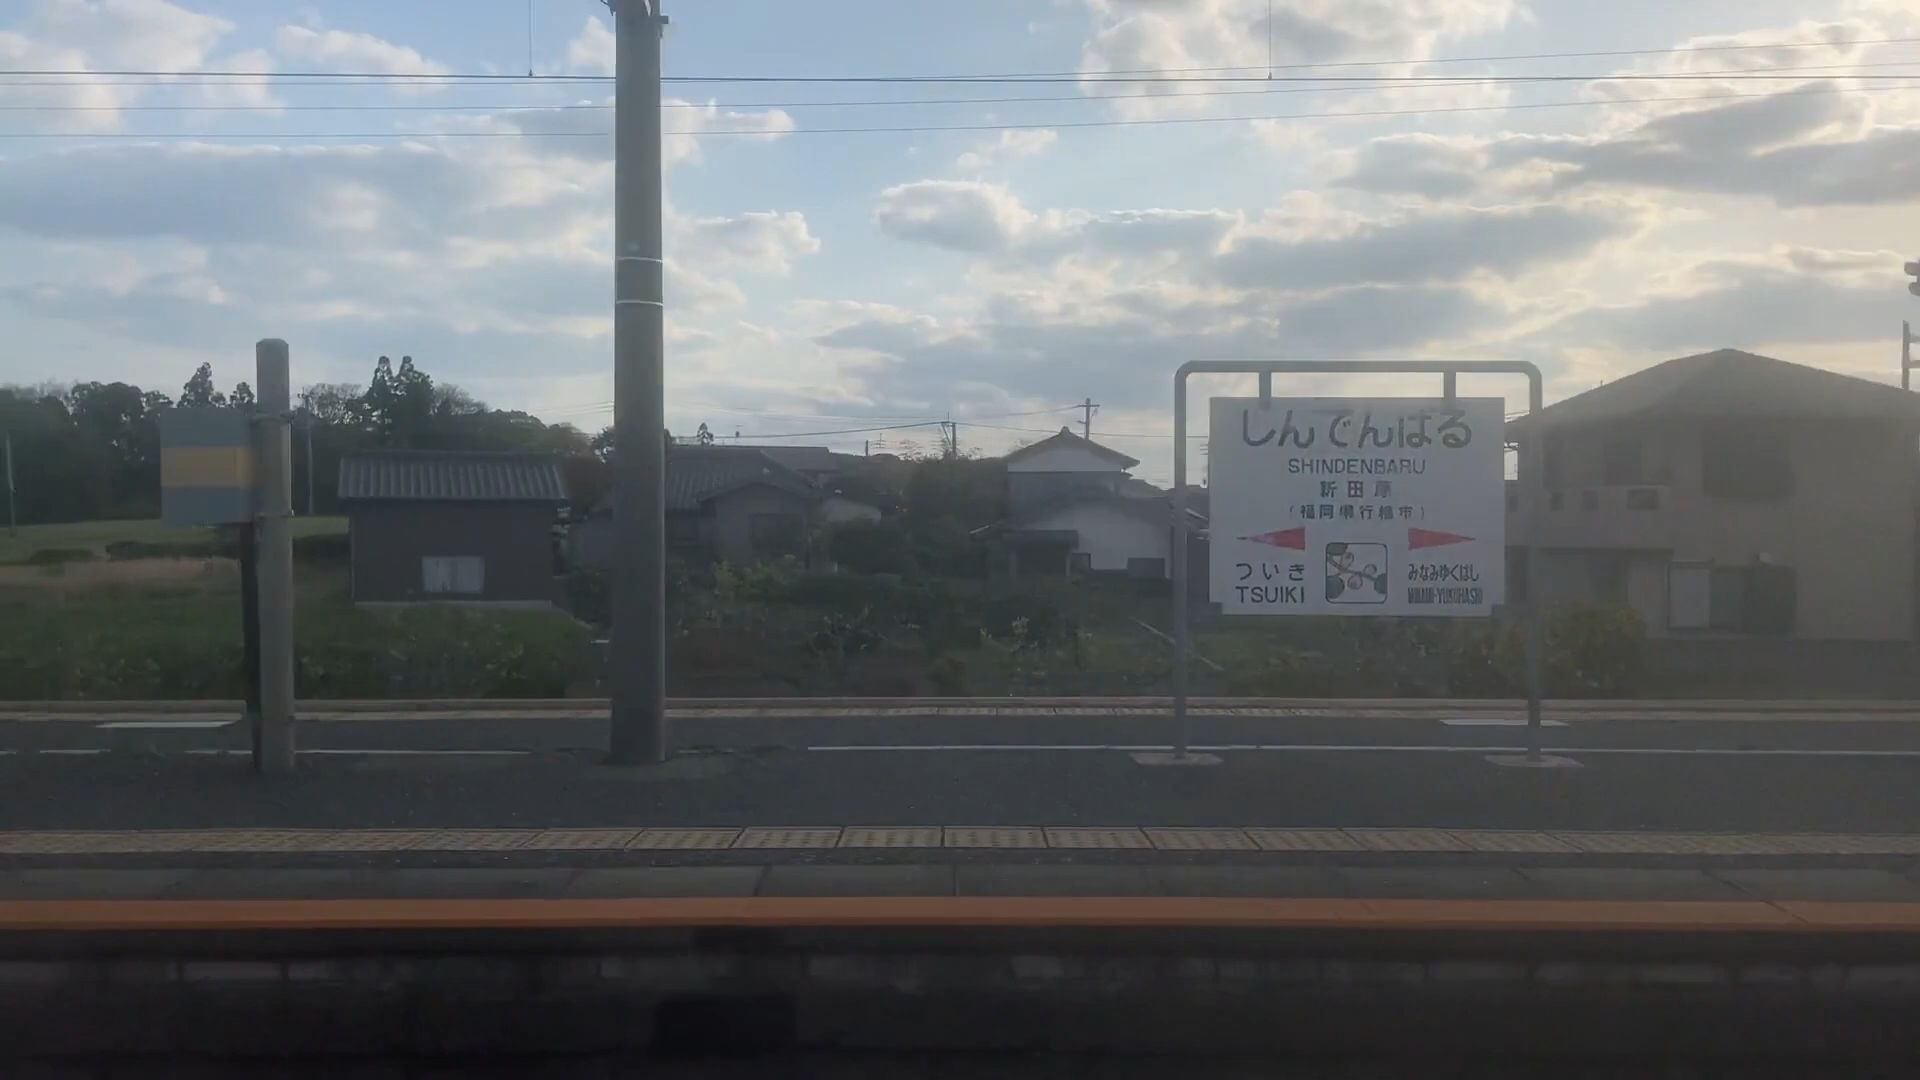 しんでんばる
SHINDENBARU
新田原
(福岡県行橋市)
ついき みなみゆくはし
TSUIKI MINAMI-YUKUHASHI